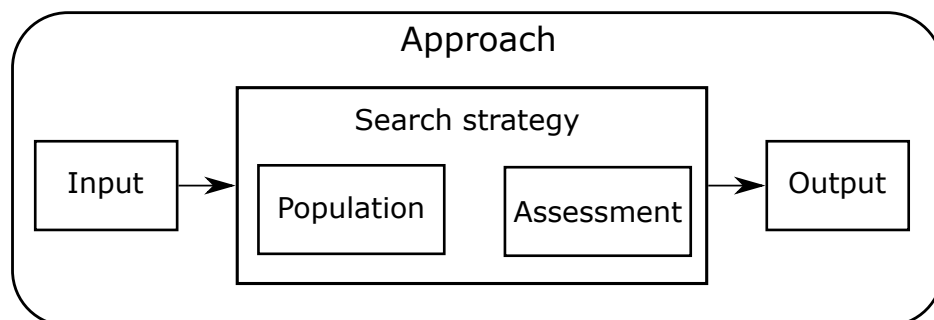 Approach
Search strategy
Input
Population
Assessment
Output